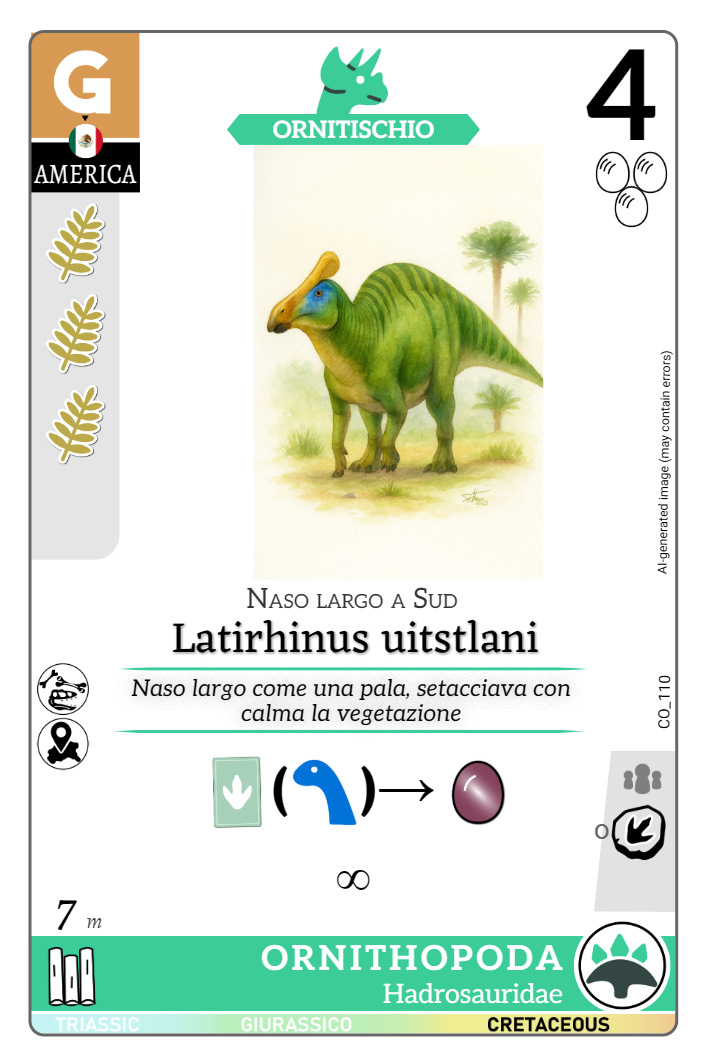 G
AMERICA
ORNITISCHIO
4
AI-generated image (may contain errors)
Naso largo a Sud
Latirhinus uitstlani
Naso largo come una pala, setacciava con
calma la vegetazione
CO_110
( ) →
o
∞
7 m
ORNITHOPODA
Hadrosauridae
TRIASSIC GIURASSICO CRETACEOUS